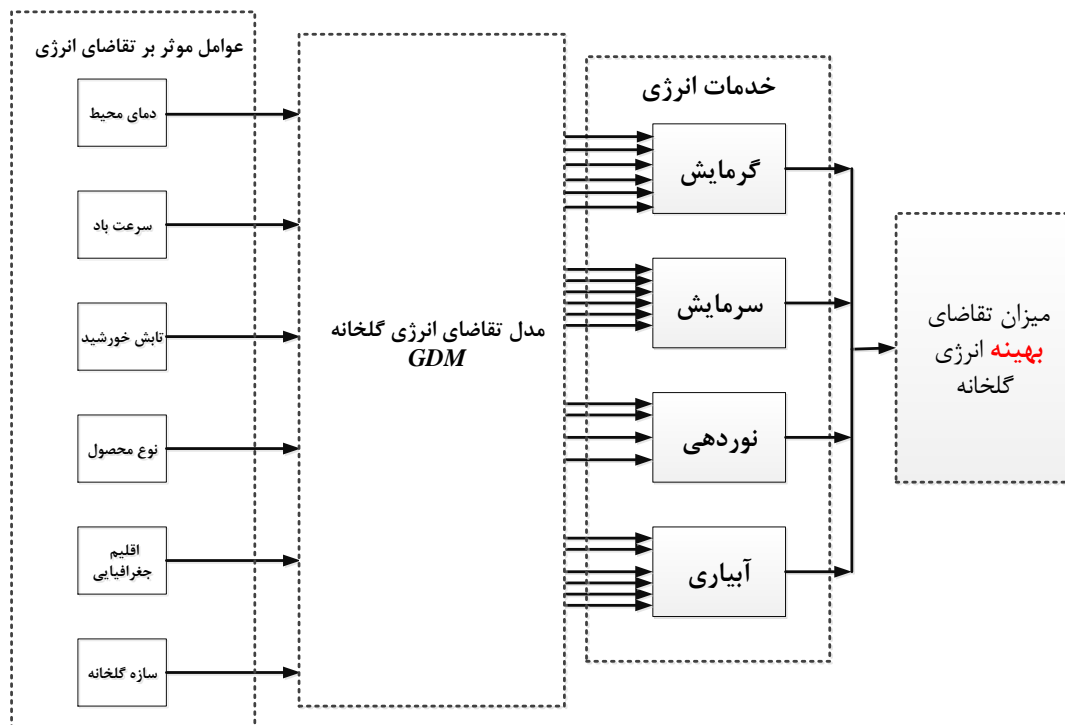 عوامل موثر بر تقاضای انرژی
دمای محیط
سرعت باد
تابش خورشید
نوع محصول
اقلیم
جغرافیایی
سازه گلخانه
مدل تقاضای انرژی گلخانه
GDM
خدمات انرژی
گرمایش
سرمایش
نوردهی
آبیاری
میزان تقاضای
بهینه انرژی
گلخانه